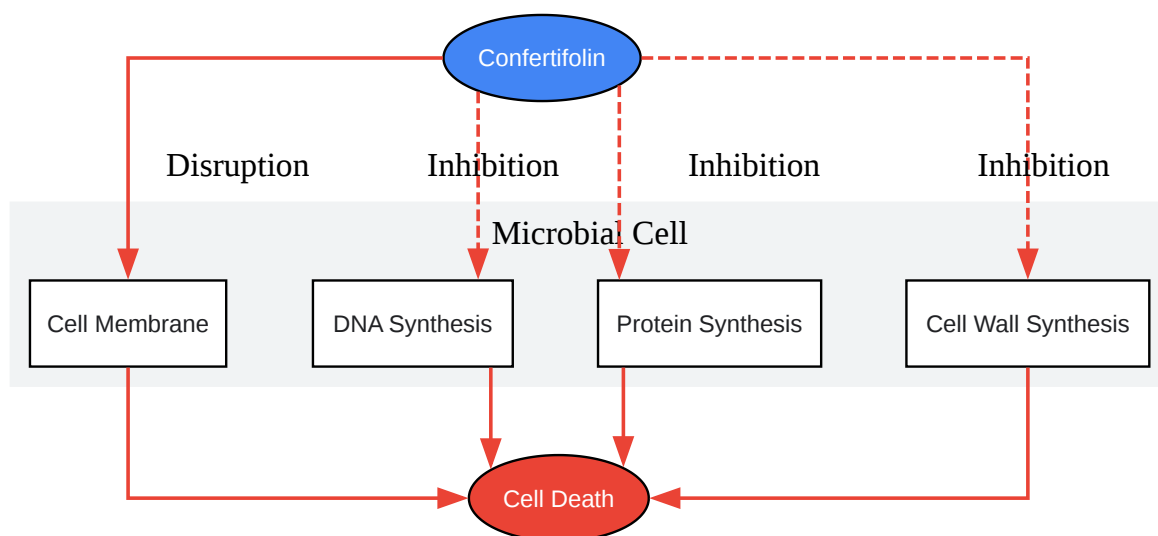 Confertifolin
Disruption
Inhibition
Inhibition
Inhibition
Microbial Cell
Cell Membrane
DNA Synthesis
Protein Synthesis
Cell Wall Synthesis
Cell Death